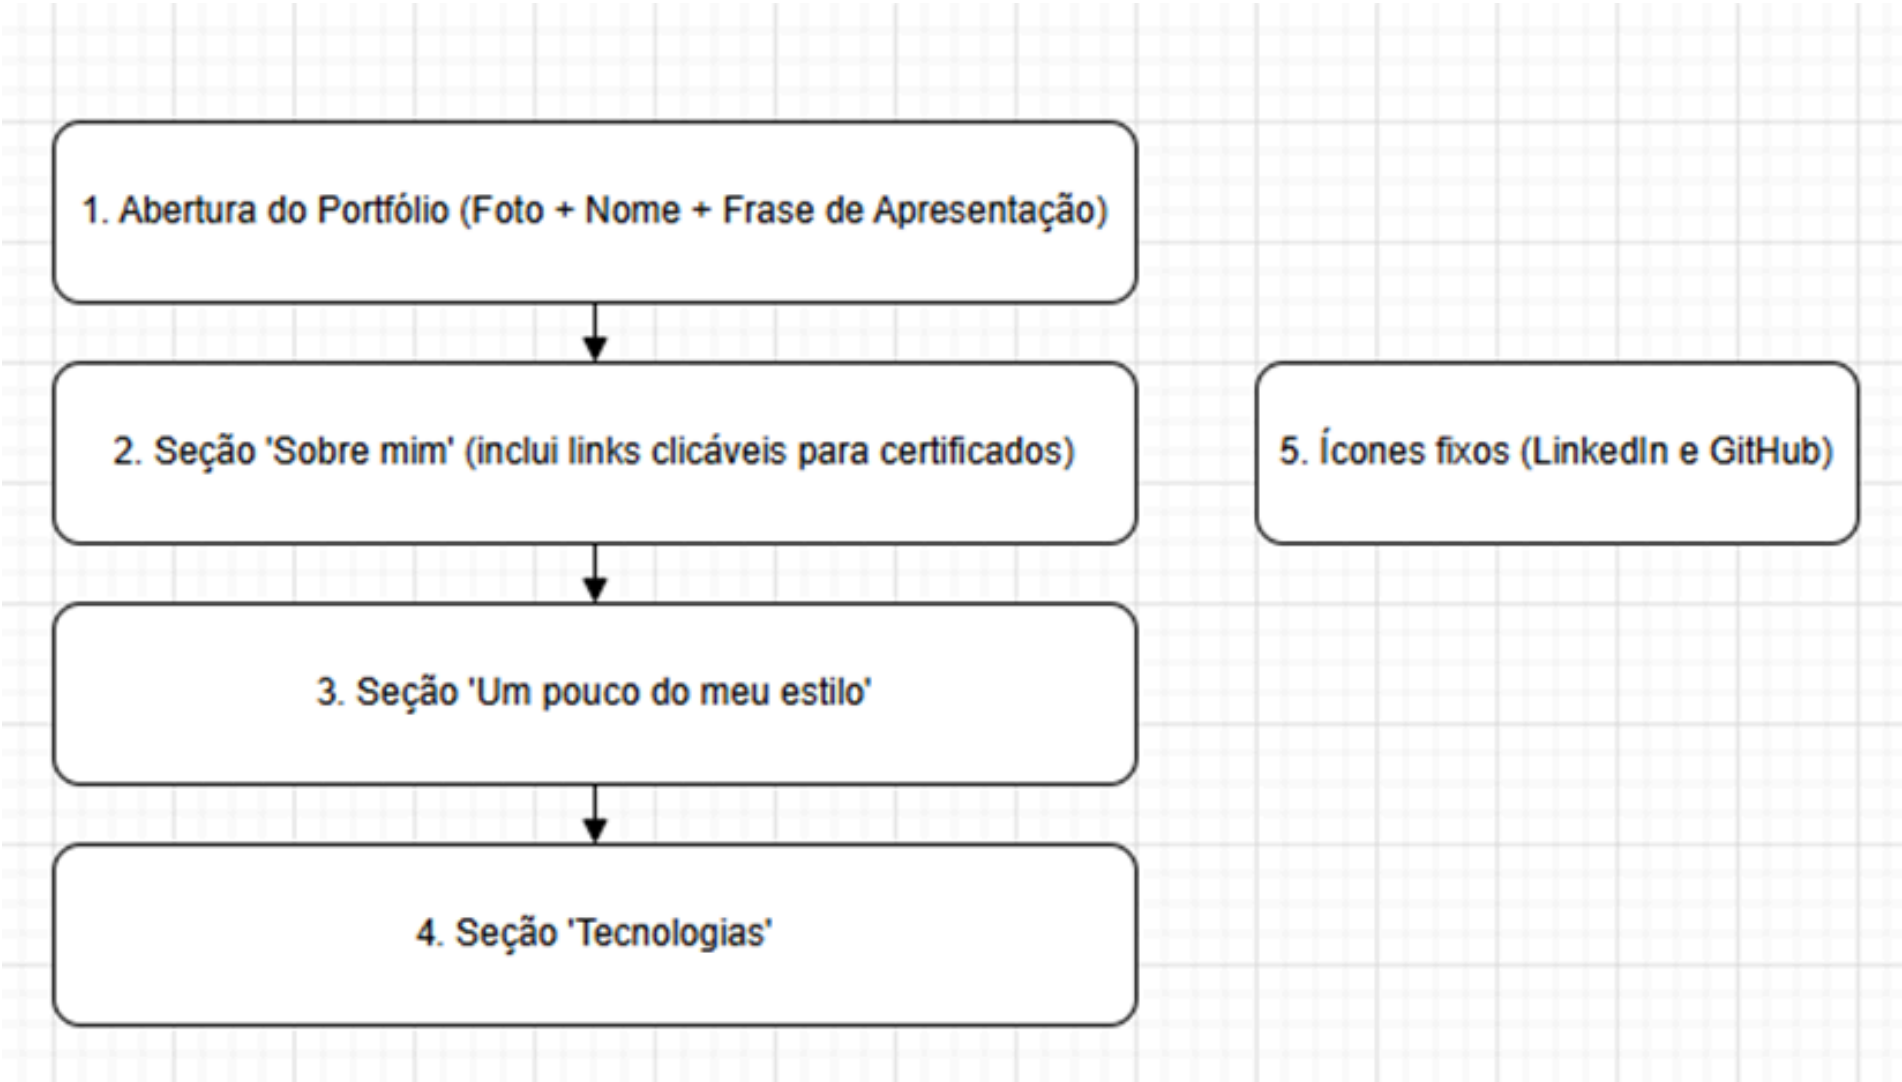 1. Abertura do Portfólio (Foto + Nome + Frase de Apresentação)
2. Seção 'Sobre mim' (inclui links clicáveis para certificados)
5. Ícones fixos (LinkedIn e GitHub)
3. Seção 'Um pouco do meu estilo'
4. Seção 'Tecnologias'